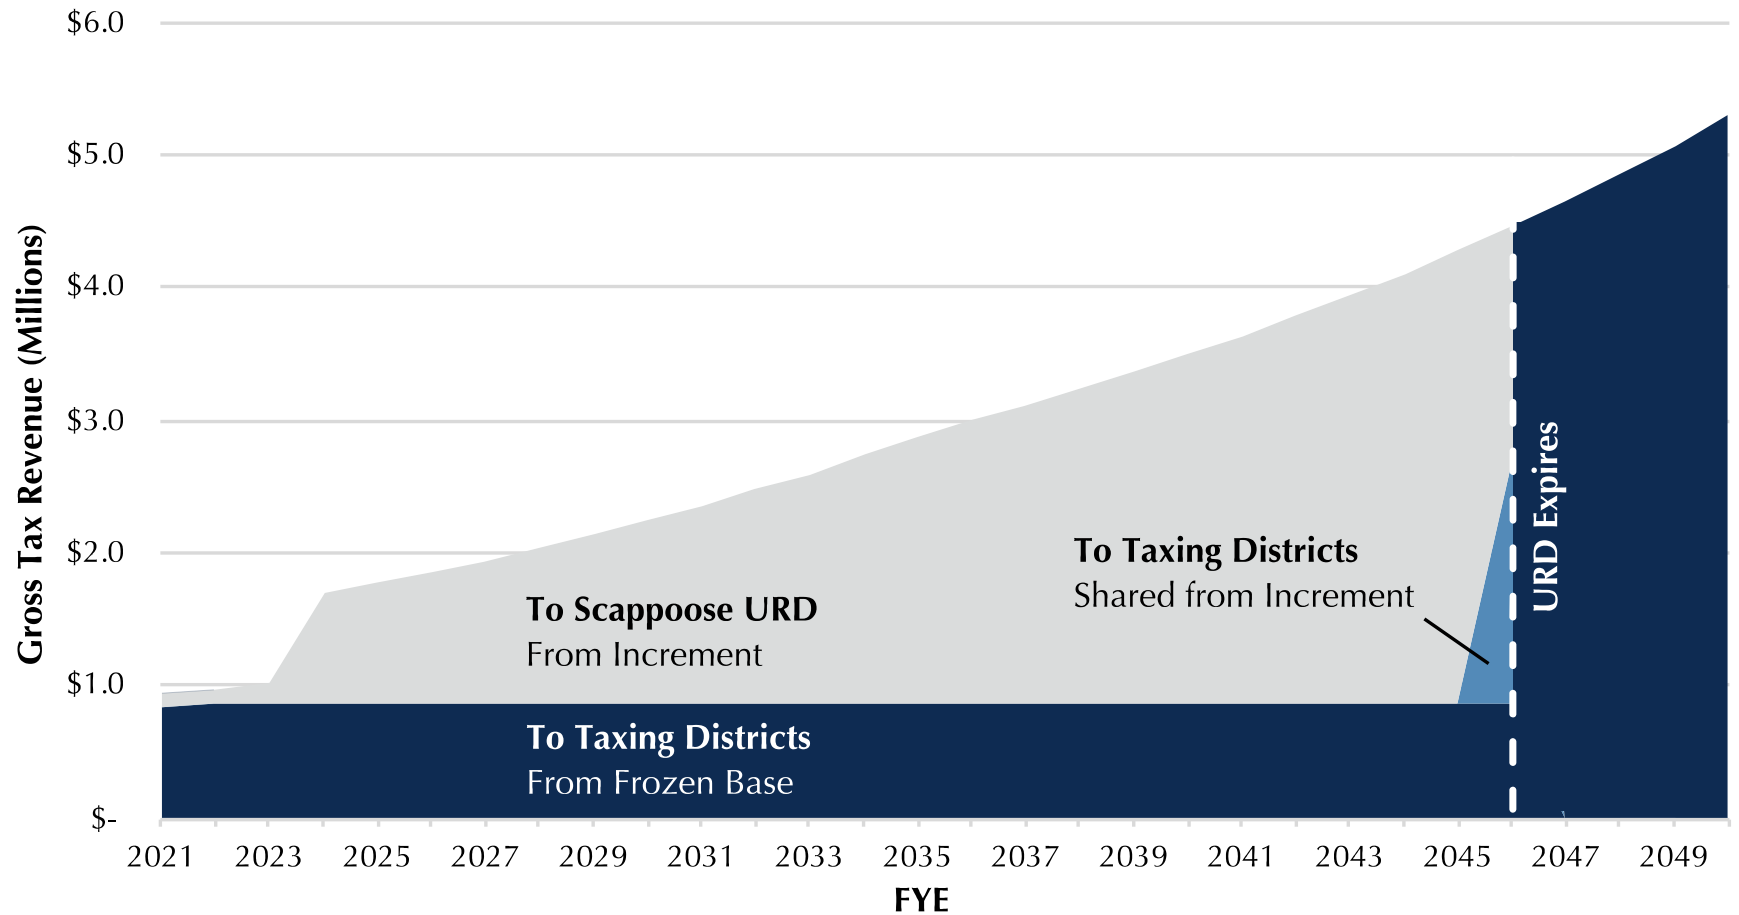 $6.0
$5.0
$4.0
$3.0
$2.0
$1.0
$-
Gross Tax Revenue (Millions)
To Scappoose URD
From Increment
To Taxing Districts
Shared from Increment
URD Expires
To Taxing Districts
From Frozen Base
2021 2023 2025 2027 2029 2031 2033 2035 2037 2039 2041 2043 2045 2047 2049
FYE